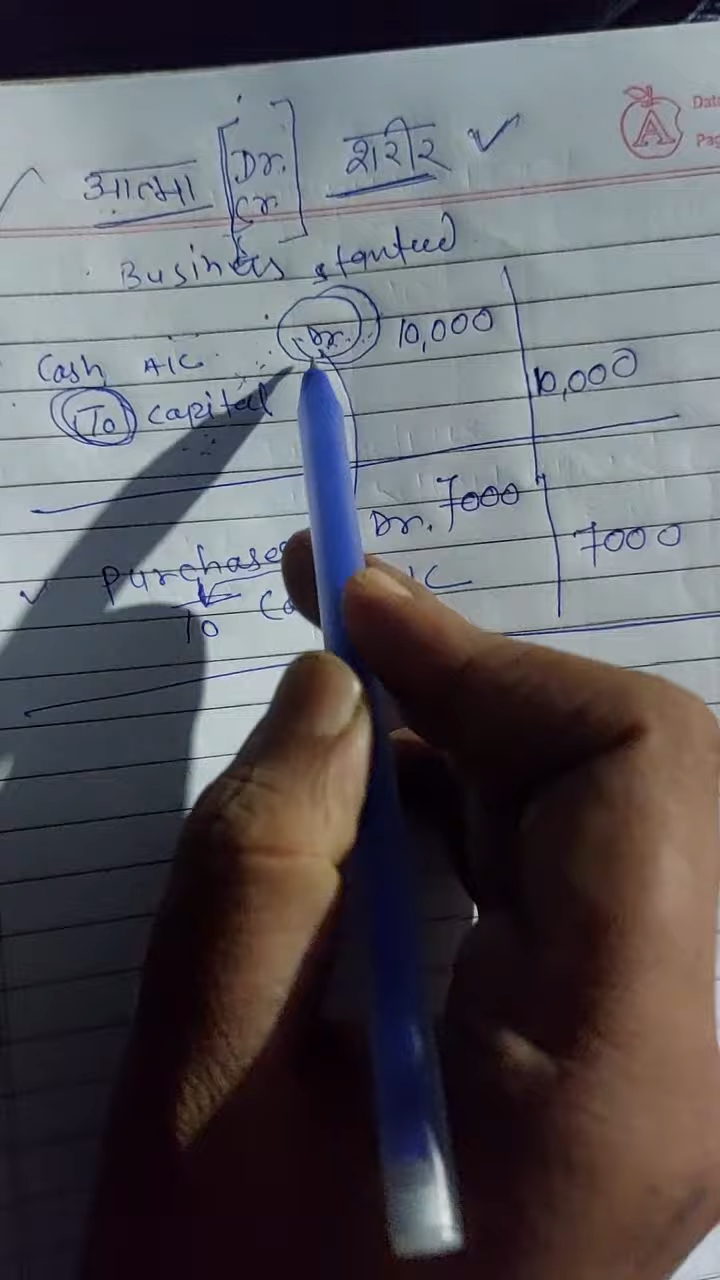 आत्मा [Dr. Cr.] शरीर ✓
Business started
Cash A/C Dr. 10,000
To Capital 10,000
Purchase Dr. 7000
To 7000
A